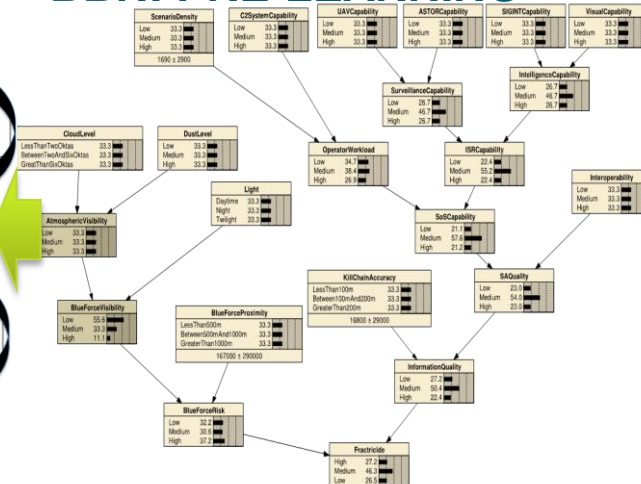 ScenarioDensity
Low 33.3
Medium 33.3
High 33.3
1690 ± 2900
C2SystemCapability
Low 33.3
Medium 33.3
High 33.3
UAVCapability
Low 33.3
Medium 33.3
High 33.3
ASTORCapability
Low 33.3
Medium 33.3
High 33.3
SIGINTCapability
Low 33.3
Medium 33.3
High 33.3
VisualCapability
Low 33.3
Medium 33.3
High 33.3
SurveillanceCapability
Low 26.7
Medium 46.7
High 26.7
IntelligenceCapability
Low 26.7
Medium 46.7
High 26.7
CloudLevel
LessThanTwoOktas 33.3
BetweenTwoAndSixOktas 33.3
GreatThanSixOktas 33.3
DustLevel
Low 33.3
Medium 33.3
High 33.3
OperatorWorkload
Low 34.7
Medium 38.4
High 26.9
ISRCapability
Low 22.4
Medium 55.2
High 22.4
Light
Daytime 33.3
Night 33.3
Twilight 33.3
Interoperability
Low 33.3
Medium 33.3
High 33.3
AtmosphericVisibility
Low 33.3
Medium 33.3
High 33.3
SoSCapability
Low 21.1
Medium 57.6
High 21.2
KillChainAccuracy
LessThan100m 33.3
Between100mAnd200m 33.3
GreaterThan200m 33.3
16800 ± 29000
SAQuality
Low 23.0
Medium 54.0
High 23.0
BlueForceVisibility
Low 55.6
Medium 33.3
High 11.1
BlueForceProximity
LessThan500m 33.3
Between500mAnd1000m 33.3
GreaterThan1000m 33.3
167000 ± 290000
InformationQuality
Low 27.2
Medium 50.4
High 22.4
BlueForceRisk
Low 32.2
Medium 30.6
High 37.2
Fractricide
High 27.2
Medium 46.3
Low 26.5